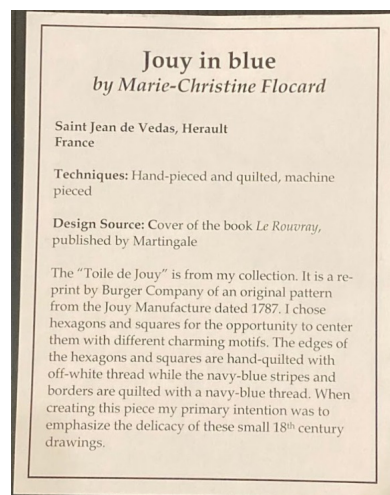 Jouy in blue
by Marie-Christine Flocard
Saint Jean de Vedas, Herault
France
Techniques: Hand-pieced and quilted, machine
pieced
Design Source: Cover of the book Le Rouvray,
published by Martingale
The “Toile de Jouy” is from my collection. It is a re-
print by Burger Company of an original pattern
from the Jouy Manufacture dated 1787. I chose
hexagons and squares for the opportunity to center
them with different charming motifs. The edges of
the hexagons and squares are hand-quilted with
off-white thread while the navy-blue stripes and
borders are quilted with a navy-blue thread. When
creating this piece my primary intention was to
emphasize the delicacy of these small 18th century
drawings.